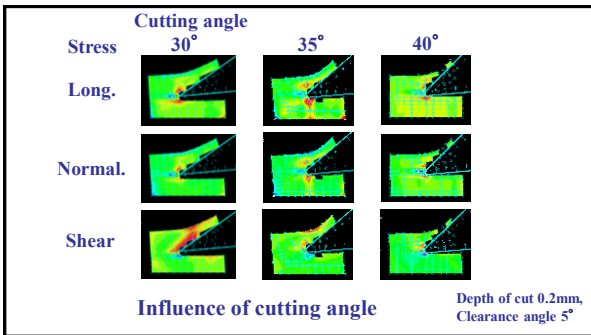 Cutting angle
Stress 30° 35° 40°
Long.
Normal.
Shear
Influence of cutting angle
Depth of cut 0.2mm,
Clearance angle 5°